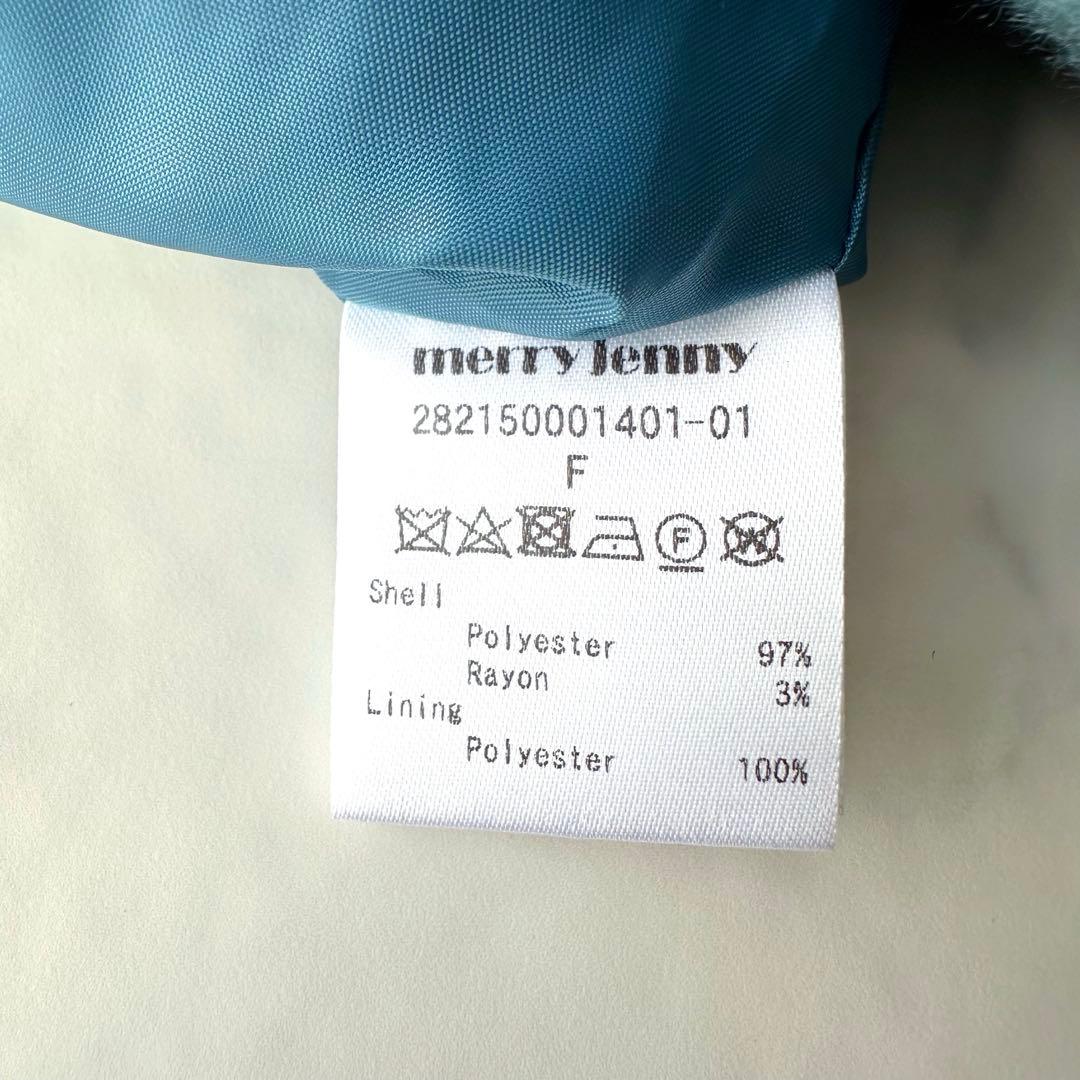 merry jenny
282150001401-01
F
F
Shell
Polyester 97%
Rayon 3%
Lining
Polyester 100%